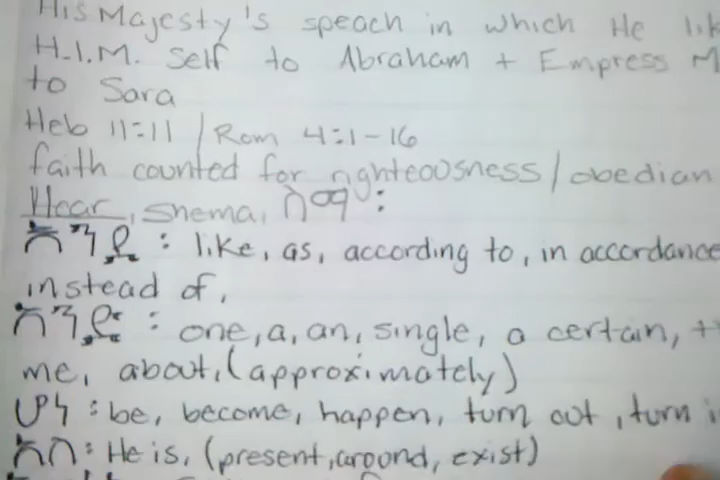 His Majesty's speach in which He
H.I.M. self to Abraham + Empress M
to Sara
Heb 11:11 / Rom 4:1-16
faith counted for righteousness/obedian
Hear, shema, ሰማ:
እንደ: like, as, according to, in accordance
instead of,
እንድ: one, a, an, single, a certain,
me, about, (approximately)
ሆነ: be, become, happen, turn out, turn i
አለ: He is, (present, around, exist)